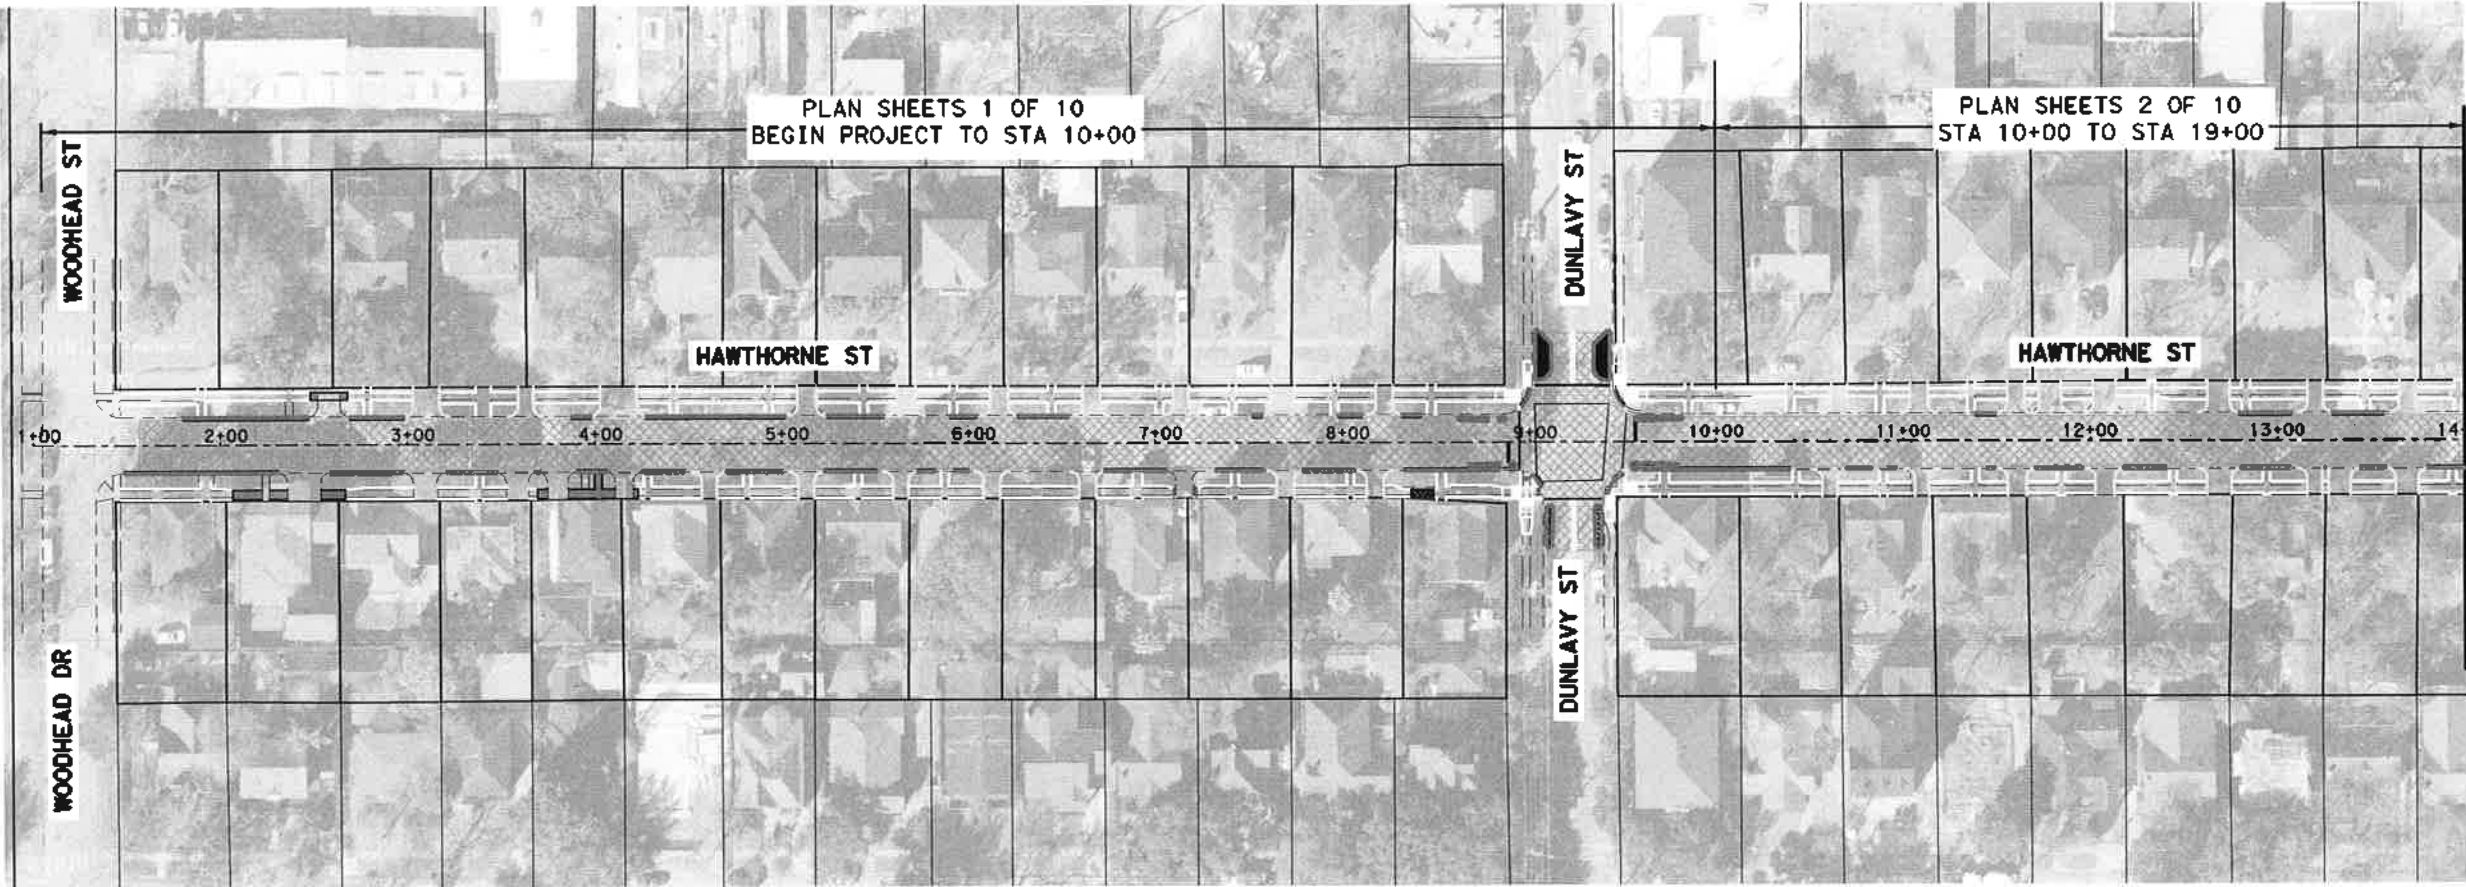 PLAN SHEETS 1 OF 10
BEGIN PROJECT TO STA 10+00
PLAN SHEETS 2 OF 10
STA 10+00 TO STA 19+00
WOODHEAD ST
DUNLAVY ST
HAWTHORNE ST
HAWTHORNE ST
1+00 2+00 3+00 4+00 5+00 6+00 7+00 8+00 9+00 10+00 11+00 12+00 13+00 14+
WOODHEAD DR
DUNLAVY ST